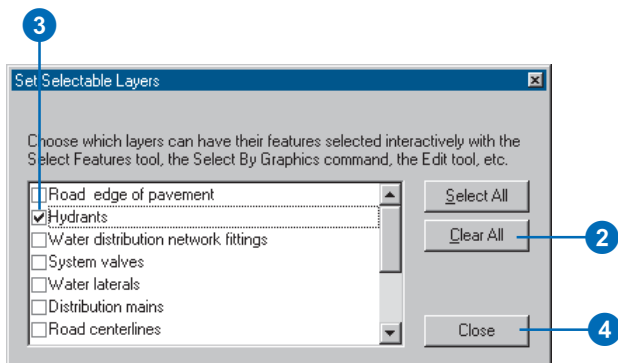 3
Set Selectable Layers
Choose which layers can have their features selected interactively with the
Select Features tool, the Select By Graphics command, the Edit tool, etc.
Road edge of pavement
Hydrants
Water distribution network fittings
System valves
Water laterals
Distribution mains
Road centerlines
Select All
Clear All
2
Close
4